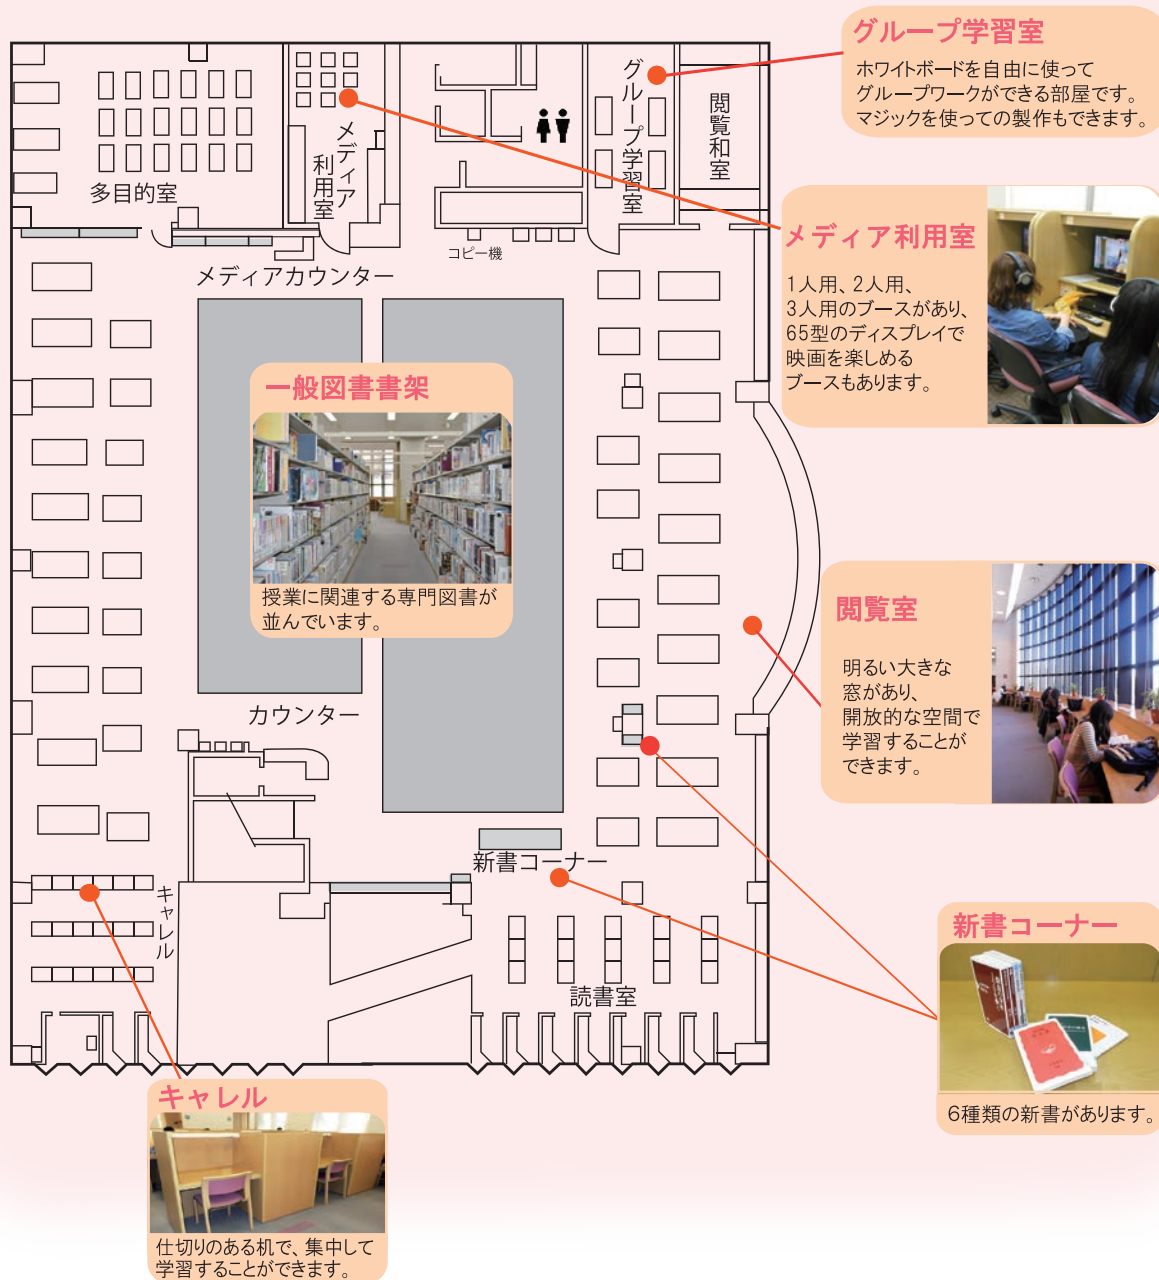 グループ学習室
ホワイトボードを自由に使って
グループワークができる部屋です。
マジックを使っての製作もできます。
グループ学習室
閲覧和室
メディア
利用室
多目的室
コピー機
メディアカウンター
メディア利用室
1人用、2人用、
3人用のブースがあり、
65型のディスプレイで
映画を楽しめる
ブースもあります。
一般図書書架
授業に関連する専門図書が
並んでいます。
閲覧室
明るい大きな
窓があり、
開放的な空間で
学習することが
できます。
カウンター
新書コーナー
キャレル
読書室
新書コーナー
6種類の新書があります。
キャレル
仕切りのある机で、集中して
学習することができます。